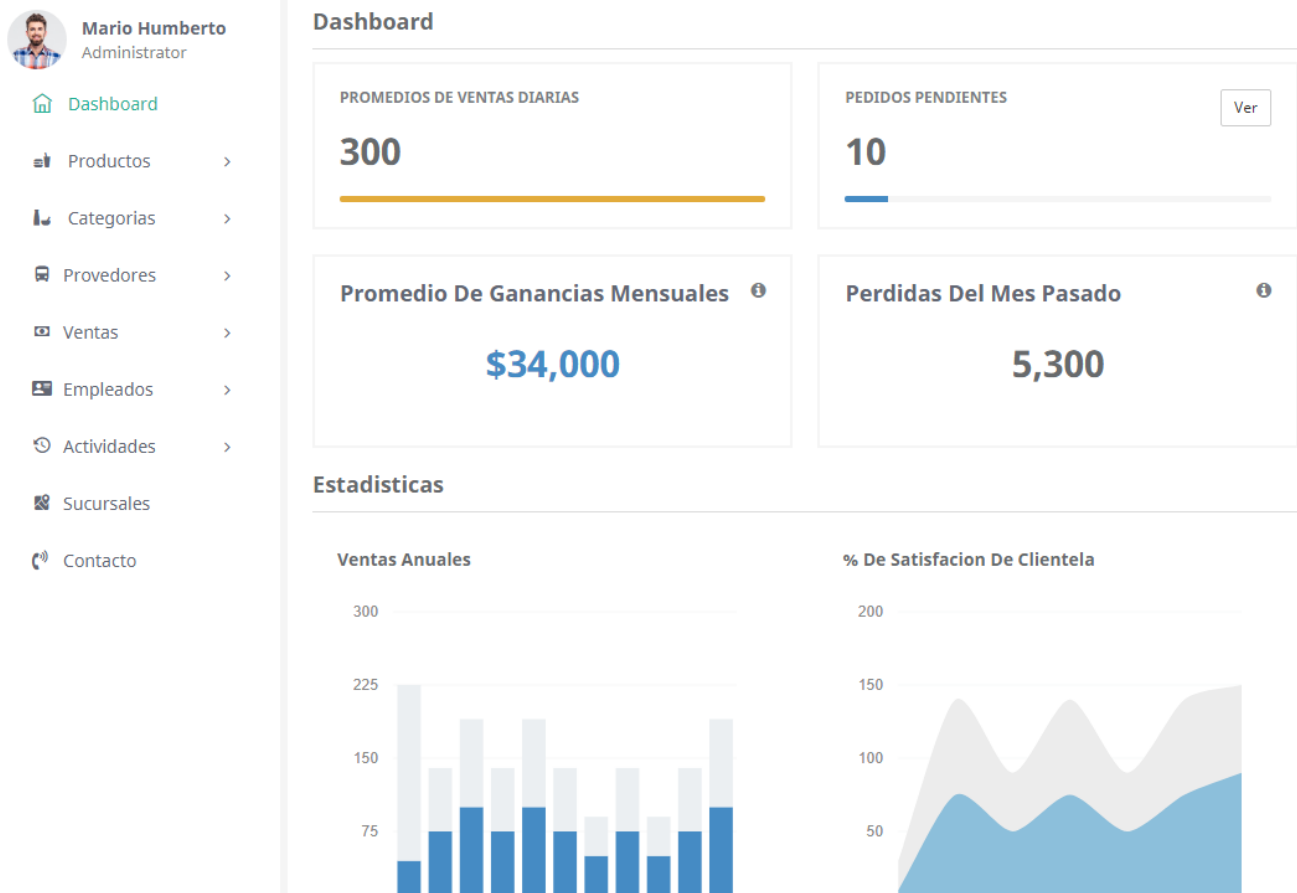 Mario Humberto
Administrator
Dashboard
Productos
Categorias
Provedores
Ventas
Empleados
Actividades
Sucursales
Contacto
Dashboard
PROMEDIOS DE VENTAS DIARIAS
300
PEDIDOS PENDIENTES
Ver
10
Promedio De Ganancias Mensuales
$34,000
Perdidas Del Mes Pasado
5,300
Estadisticas
Ventas Anuales
300
225
150
75
% De Satisfacion De Clientela
200
150
100
50